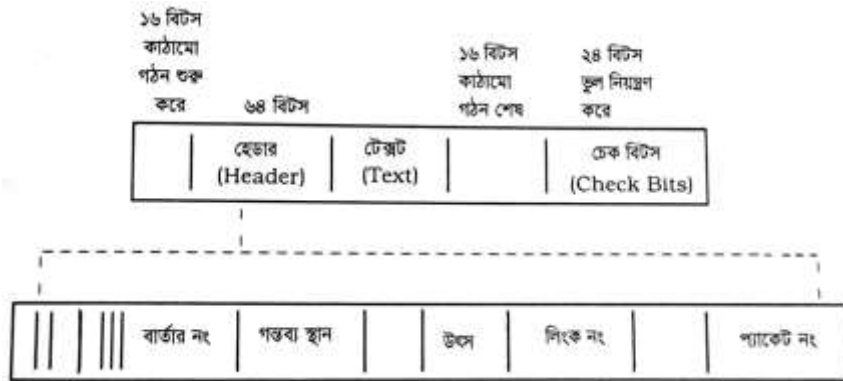 ১৬ বিটস
কাঠামো
গঠন শুরু
করে
৬৪ বিটস
১৬ বিটস
কাঠামো
গঠন শেষ
২৪ বিটস
ভুল নিয়ন্ত্রণ
করে
হেডার
(Header)
টেক্সট
(Text)
চেক বিটস
(Check Bits)
বার্তার নং
গন্তব্য স্থান
উৎস
লিংক নং
প্যাকেট নং